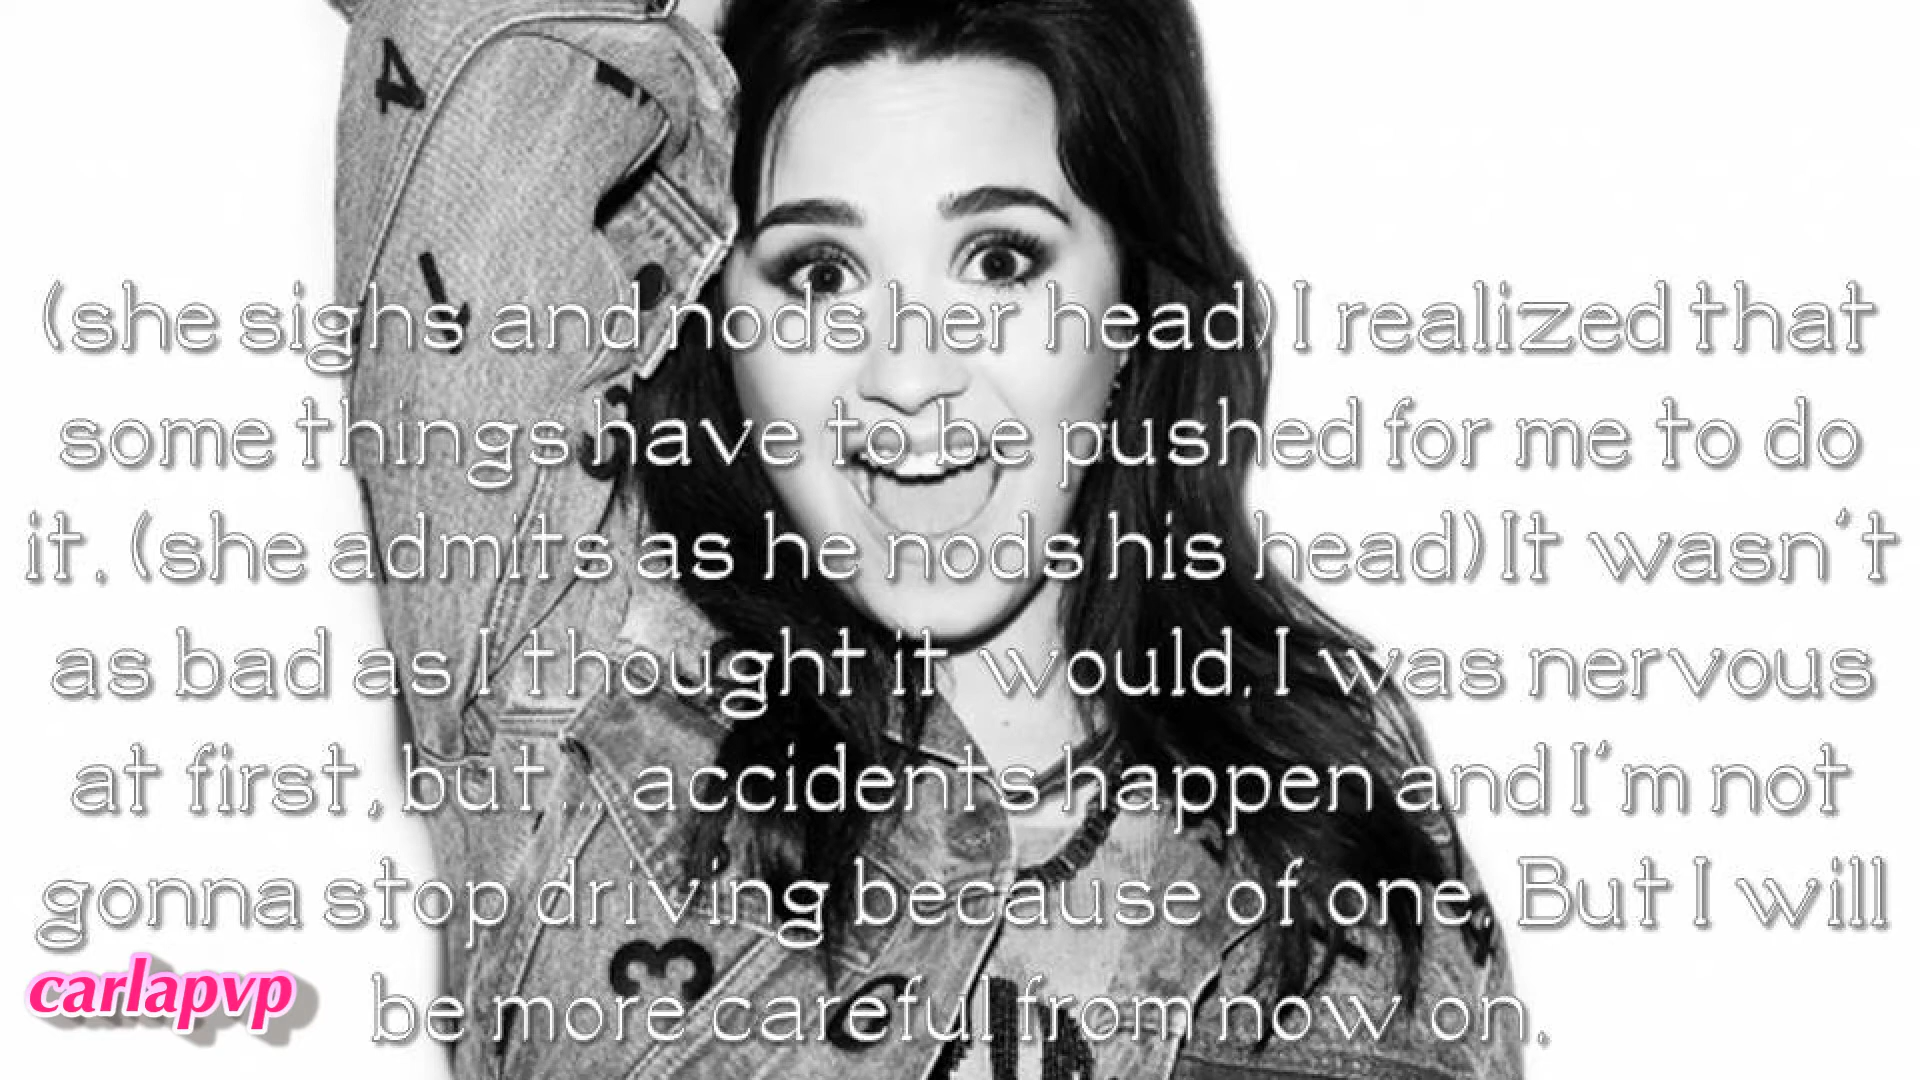 (she sighs and nods her head) I realized that
some things have to be pushed for me to do
it. (she admits as he nods his head) It wasn't
as bad as I thought it would. I was nervous
at first, but... accidents happen and I'm not
gonna stop driving because of one. But I will
be more careful from now on.
carlapvp
4
1
3